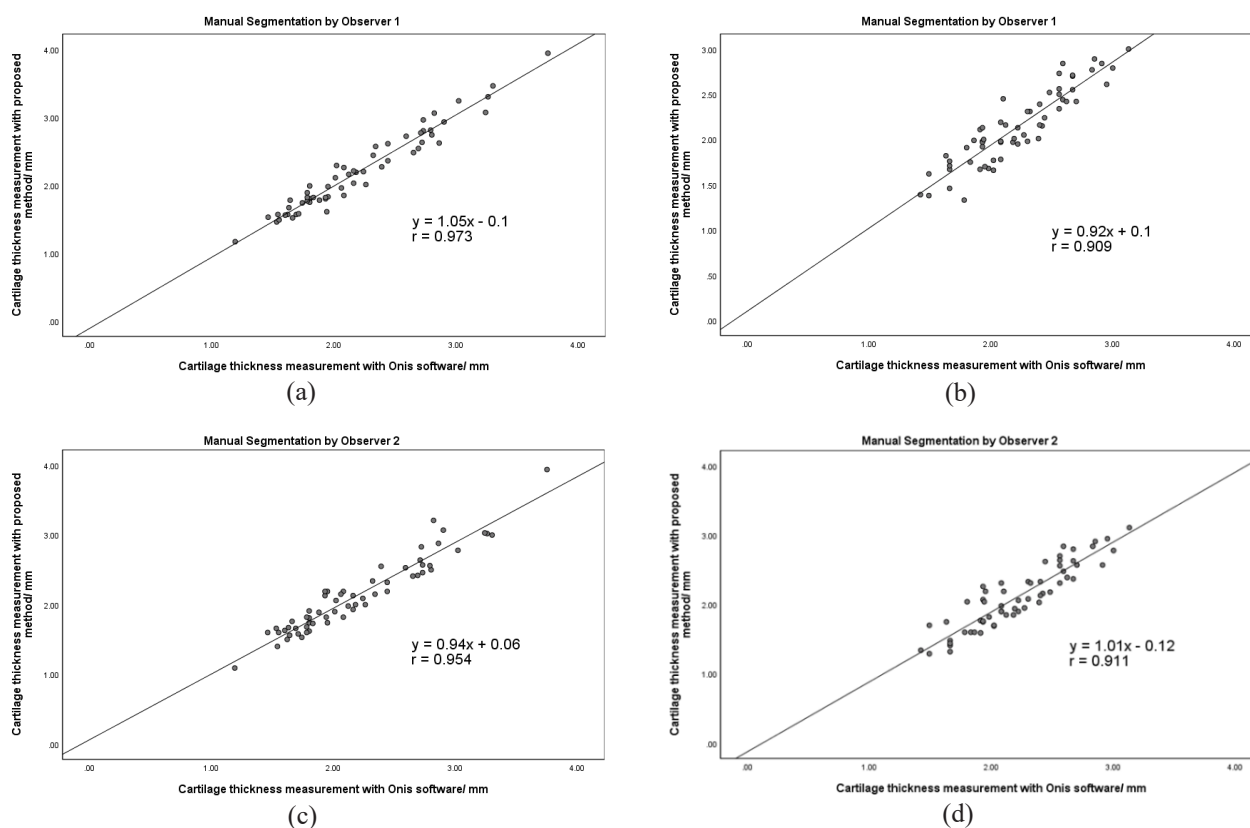 Manual Segmentation by Observer 1
Cartilage thickness measurement with proposed
method/ mm
4.00
3.00
2.00
1.00
.00
y = 1.05x - 0.1
r = 0.973
.00 1.00 2.00 3.00 4.00
Cartilage thickness measurement with Onis software/ mm
(a)
Manual Segmentation by Observer 1
Cartilage thickness measurement with proposed
method/ mm
3.00
2.50
2.00
1.50
1.00
.50
.00
y = 0.92x + 0.1
r = 0.909
.00 1.00 2.00 3.00 4.00
Cartilage thickness measurement with Onis software/ mm
(b)
Manual Segmentation by Observer 2
Cartilage thickness measurement with proposed
method/ mm
4.00
3.00
2.00
1.00
.00
y = 0.94x + 0.06
r = 0.954
.00 1.00 2.00 3.00 4.00
Cartilage thickness measurement with Onis software/ mm
(c)
Manual Segmentation by Observer 2
Cartilage thickness measurement with proposed
method/ mm
4.00
3.00
2.00
1.00
.00
y = 1.01x - 0.12
r = 0.911
.00 1.00 2.00 3.00 4.00
Cartilage thickness measurement with Onis software/ mm
(d)